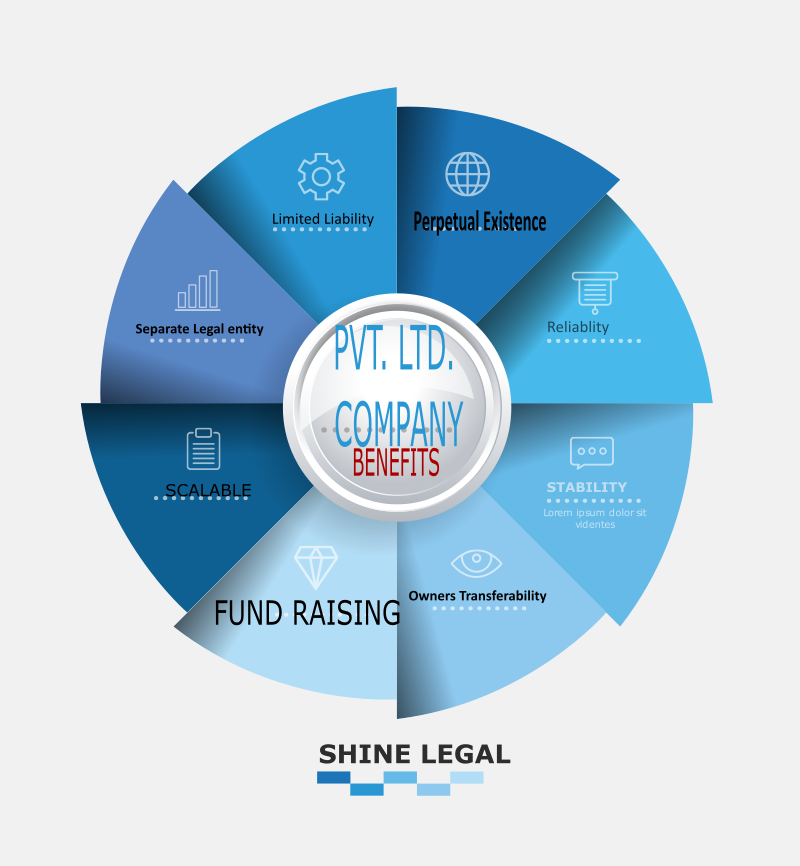 Limited Liability
Perpetual Existence
Separate Legal entity
Reliablity
PVT. LTD.
COMPANY
BENEFITS
SCALABLE
STABILITY
Lorem ipsum dolor sit
videntes
FUND RAISING
Owners Transferability
SHINE LEGAL